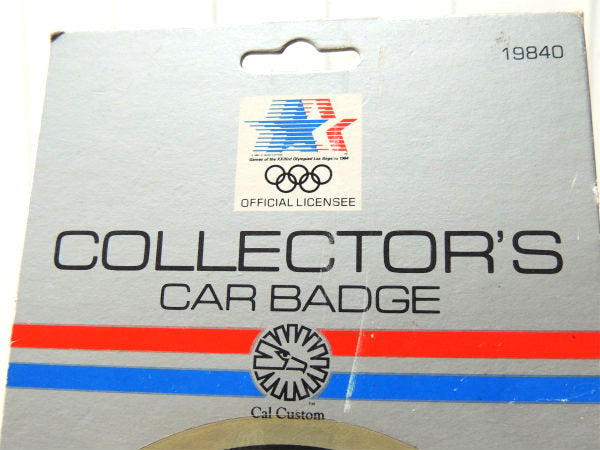 19840
Games of the XXIIIrd Olympiad Los Angeles 1984
OFFICIAL LICENSEE
COLLECTOR'S
CAR BADGE
Cal Custom